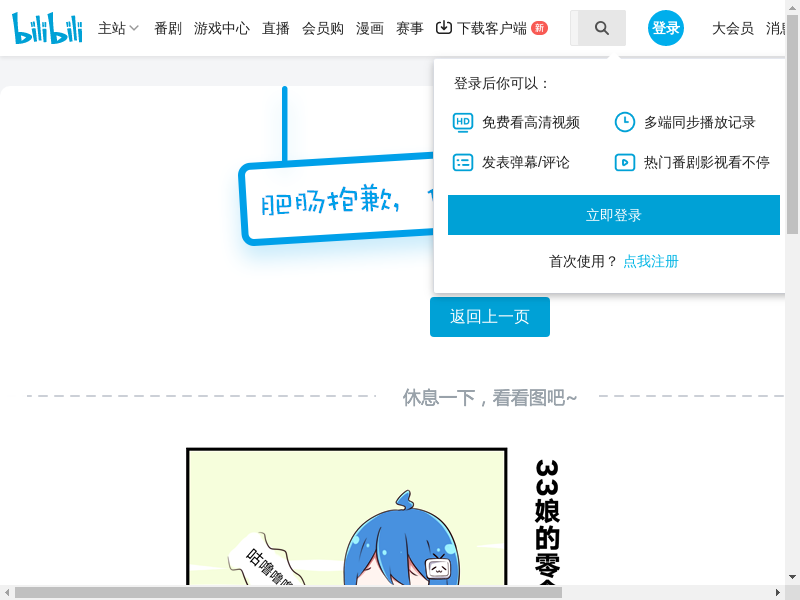 bilibili 主站 番剧 游戏中心 直播 会员购 漫画 赛事 下载客户端 新 登录 大会员 消息
登录后你可以：
HD 免费看高清视频 多端同步播放记录
发表弹幕/评论 热门番剧影视看不停
立即登录
首次使用？ 点我注册
肥肠抱歉，
返回上一页
休息一下，看看图吧~
33娘的零
咕噜噜